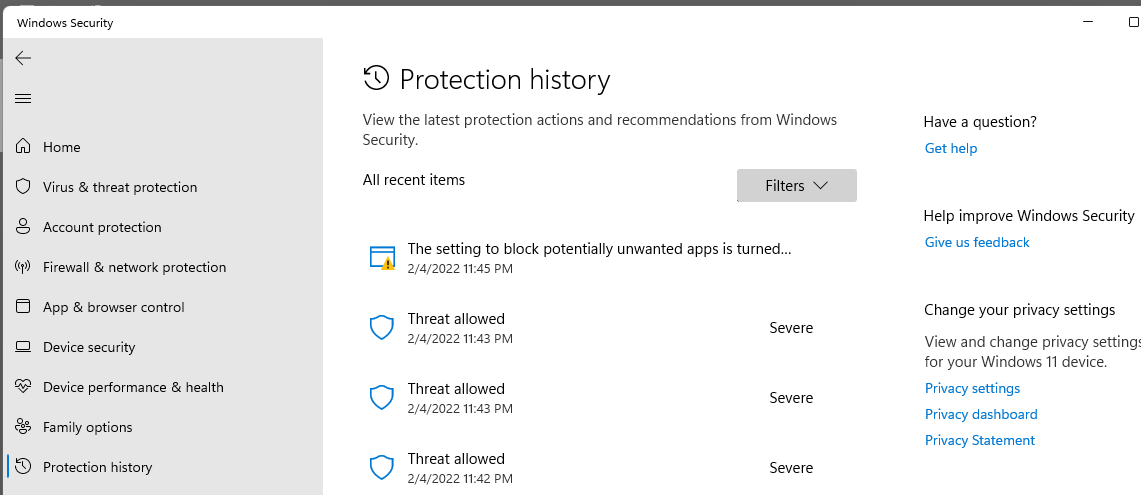 Windows Security
Home
Virus & threat protection
Account protection
Firewall & network protection
App & browser control
Device security
Device performance & health
Family options
Protection history
Protection history
View the latest protection actions and recommendations from Windows
Security.
All recent items
Filters
The setting to block potentially unwanted apps is turned...
2/4/2022 11:45 PM
Threat allowed
2/4/2022 11:43 PM
Severe
Threat allowed
2/4/2022 11:43 PM
Severe
Threat allowed
2/4/2022 11:42 PM
Severe
Have a question?
Get help
Help improve Windows Security
Give us feedback
Change your privacy settings
View and change privacy settings
for your Windows 11 device.
Privacy settings
Privacy dashboard
Privacy Statement